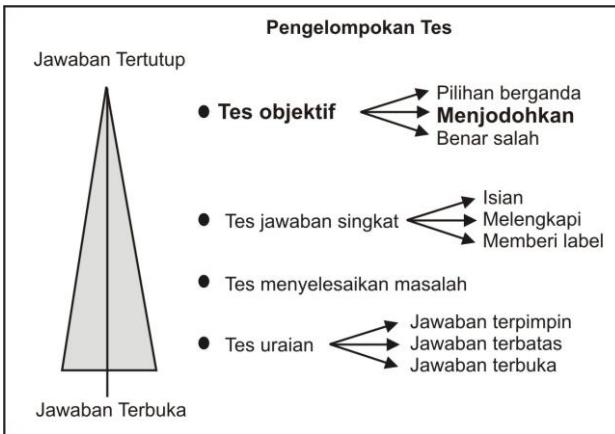 Pengelompokan Tes
Jawaban Tertutup
Tes objektif
Pilihan berganda
Menjodohkan
Benar salah
Tes jawaban singkat
Isian
Melengkapi
Memberi label
Tes menyelesaikan masalah
Tes uraian
Jawaban terpimpin
Jawaban terbatas
Jawaban terbuka
Jawaban Terbuka